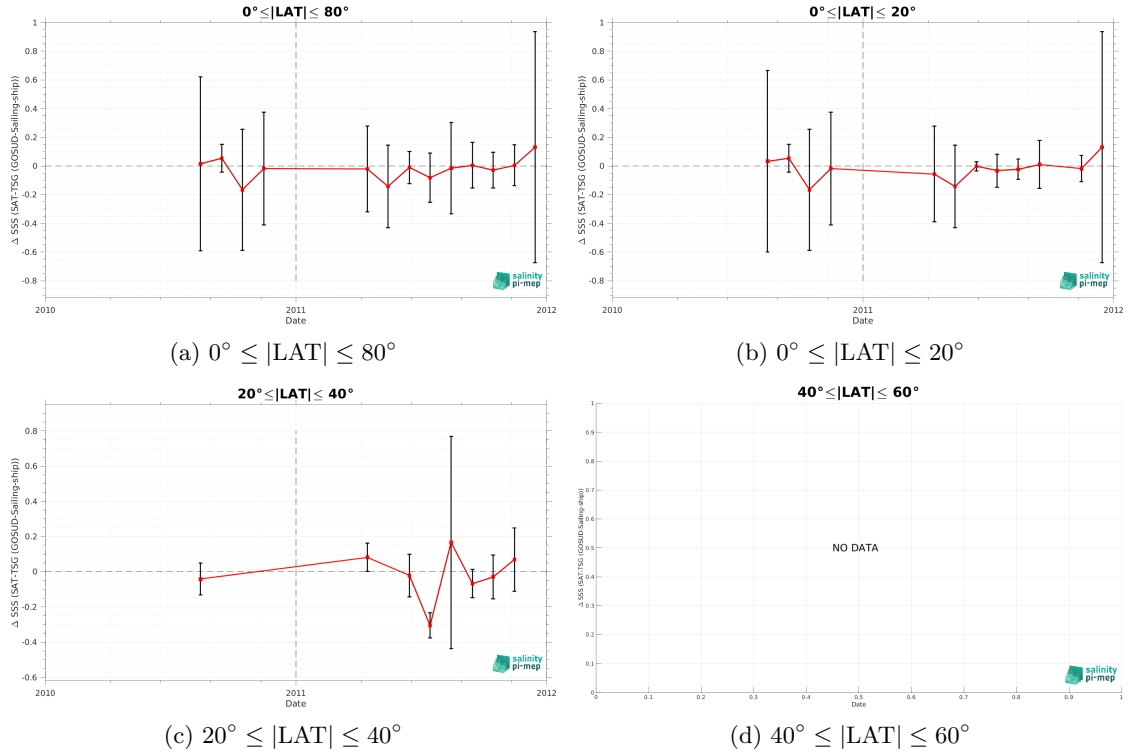 0°≤|LAT|≤ 80°
Δ SSS (SAT-TSG (GOSUD-Sailing-ship))
1
0.8
0.6
0.4
0.2
0
-0.2
-0.4
-0.6
-0.8
2010 2011 2012
Date
salinity
pi-mep
(a) 0° ≤ |LAT| ≤ 80°
0°≤|LAT|≤ 20°
Δ SSS (SAT-TSG (GOSUD-Sailing-ship))
1
0.8
0.6
0.4
0.2
0
-0.2
-0.4
-0.6
-0.8
2010 2011 2012
Date
salinity
pi-mep
(b) 0° ≤ |LAT| ≤ 20°
20°≤|LAT|≤ 40°
Δ SSS (SAT-TSG (GOSUD-Sailing-ship))
0.8
0.6
0.4
0.2
0
-0.2
-0.4
-0.6
2010 2011 2012
Date
salinity
pi-mep
(c) 20° ≤ |LAT| ≤ 40°
40°≤|LAT|≤ 60°
Δ SSS (SAT-TSG (GOSUD-Sailing-ship))
1
0.9
0.8
0.7
0.6
0.5
0.4
0.3
0.2
0.1
0
NO DATA
0 0.1 0.2 0.3 0.4 0.5 0.6 0.7 0.8 0.9 1
Date
salinity
pi-mep
(d) 40° ≤ |LAT| ≤ 60°